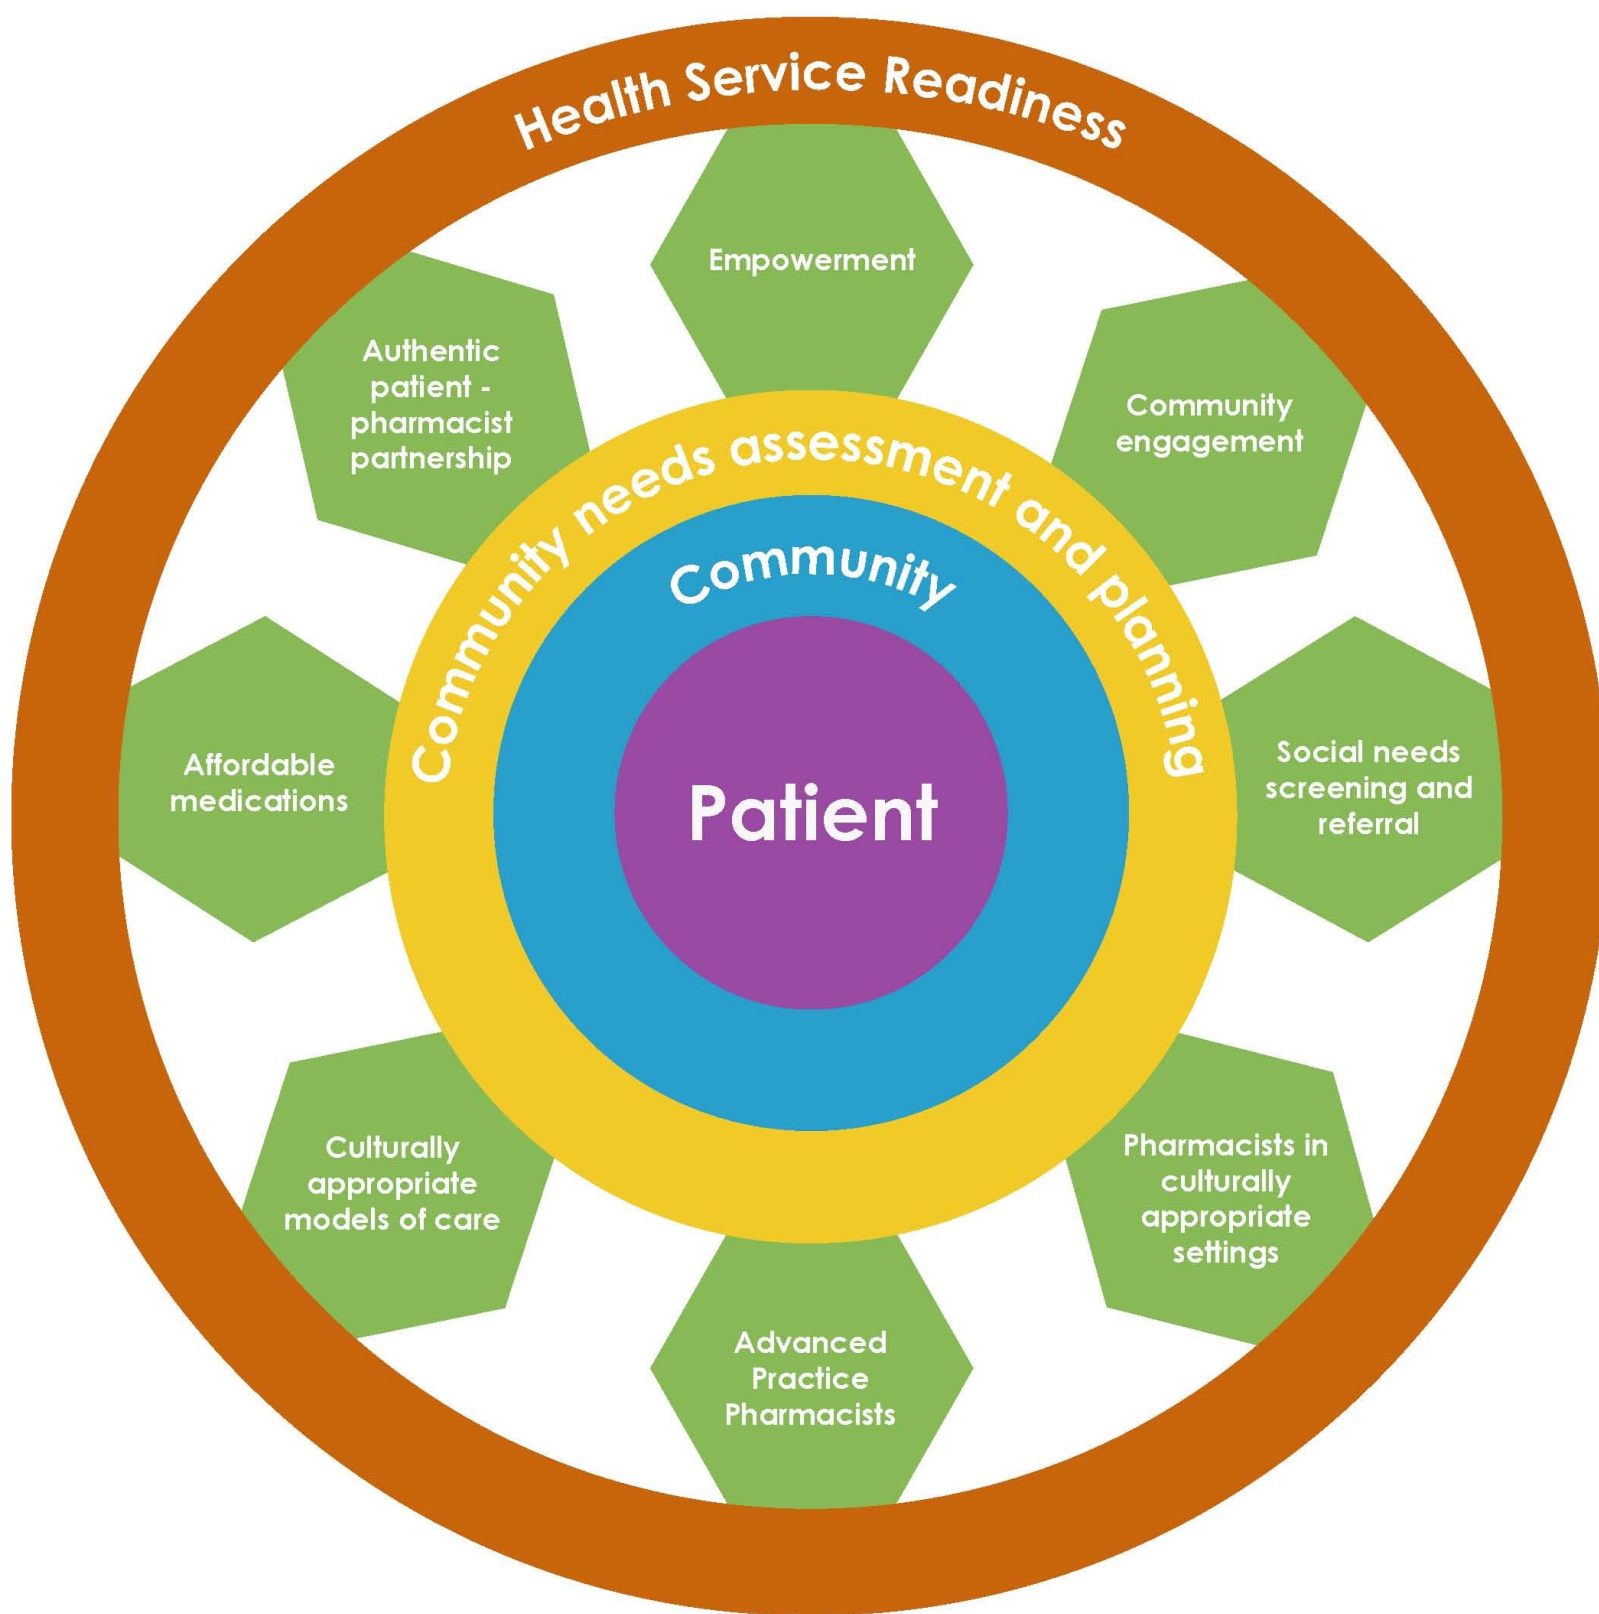 Health Service Readiness
Empowerment
Community
engagement
Social needs
screening and
referral
Pharmacists in
culturally
appropriate
settings
Advanced
Practice
Pharmacists
Culturally
appropriate
models of care
Affordable
medications
Authentic
patient -
pharmacist
partnership
Community needs assessment and planning
Community
Patient